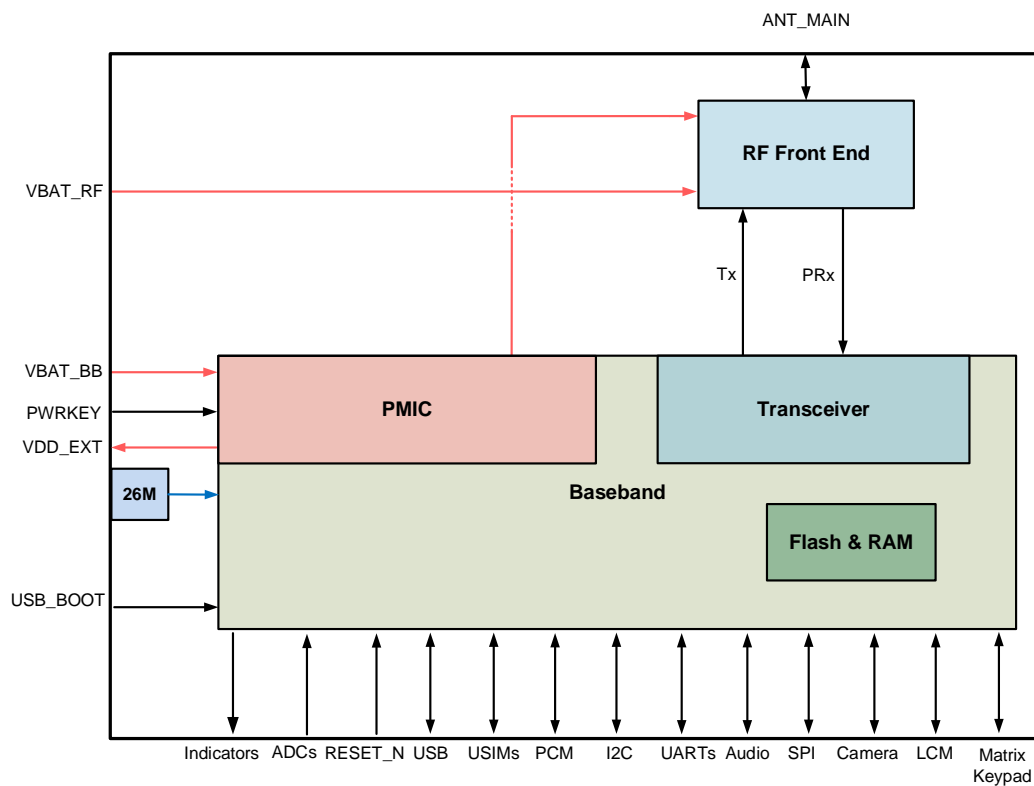 ANT_MAIN
RF Front End
VBAT_RF
Tx
PRx
VBAT_BB
PWRKEY
VDD_EXT
PMIC
Transceiver
26M
Baseband
Flash & RAM
USB_BOOT
Indicators
ADCs
RESET_N
USB
USIMs
PCM
I2C
UARTs
Audio
SPI
Camera
LCM
Matrix
Keypad